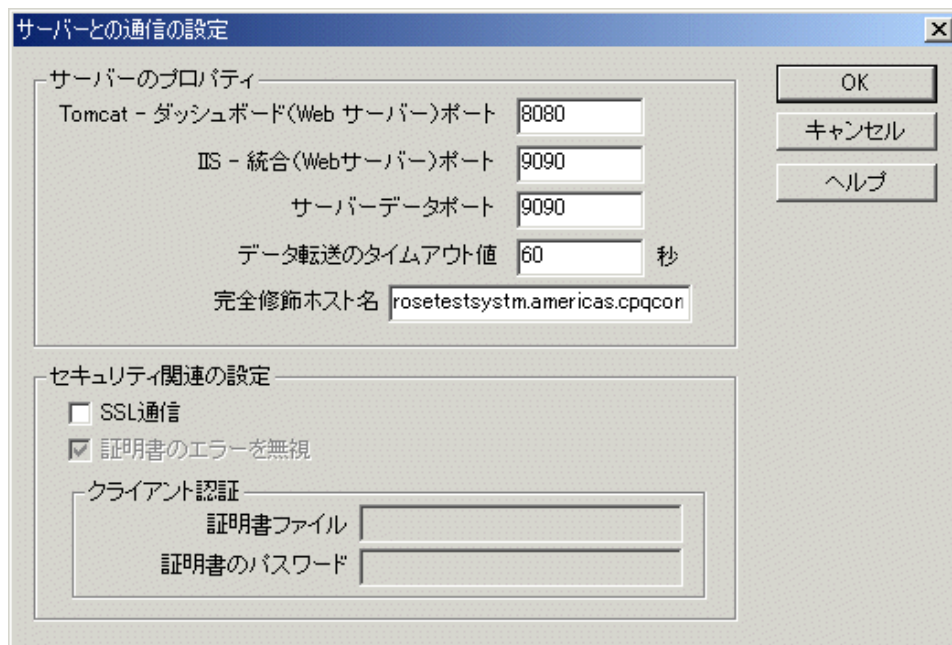 サーバーとの通信の設定
サーバーのプロパティ
Tomcat - ダッシュボード(Web サーバー)ポート 8080
IIS - 統合(Webサーバー)ポート 9090
サーバーデータポート 9090
データ転送のタイムアウト値 60 秒
完全修飾ホスト名 rosetestsystm.americas.cpqcon
セキュリティ関連の設定
SSL通信
証明書のエラーを無視
クライアント認証
証明書ファイル
証明書のパスワード
OK
キャンセル
ヘルプ